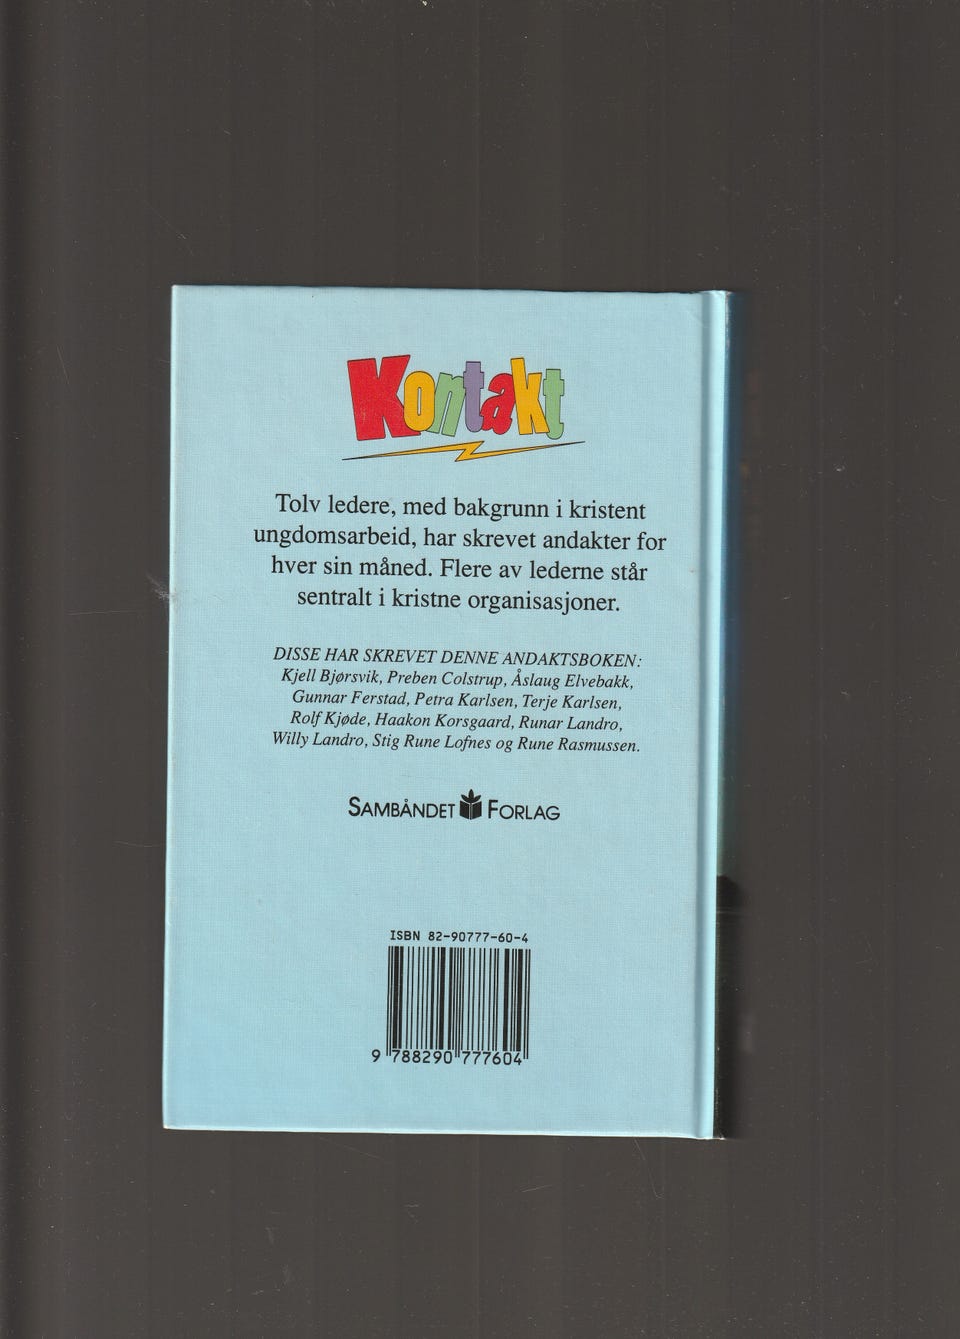 Kontakt
Tolv ledere, med bakgrunn i kristent
ungdomsarbeid, har skrevet andakter for
hver sin måned. Flere av lederne står
sentralt i kristne organisasjoner.
DISSE HAR SKREVET DENNE ANDAKTSBOKEN:
Kjell Bjørsvik, Preben Colstrup, Åslaug Elvebakk,
Gunnar Ferstad, Petra Karlsen, Terje Karlsen,
Rolf Kjøde, Haakon Korsgaard, Runar Landro,
Willy Landro, Stig Rune Lofnes og Rune Rasmussen.
SAMBÅNDET FORLAG
ISBN 82-90777-60-4
9 788290 777604